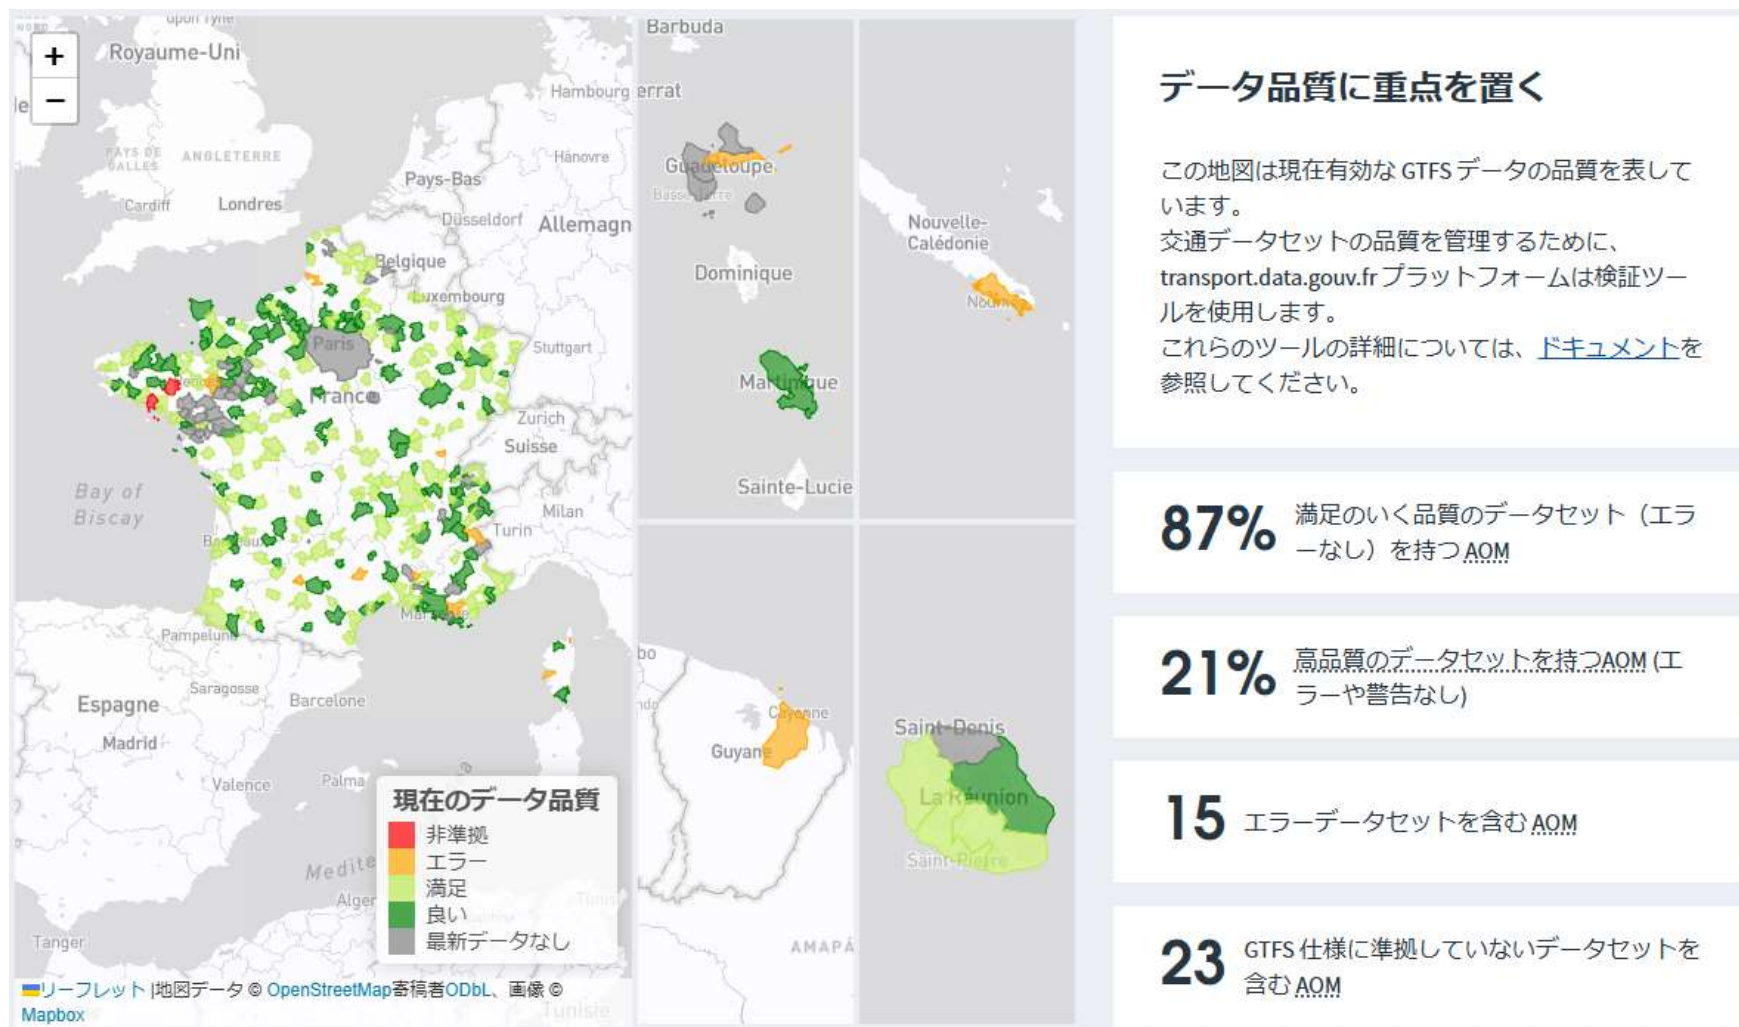 NORD
upon Tyne
+
Royaume-Uni
−
Hambourg
PAYS DE
GALLES
ANGLETERRE
Hanovre
Pays-Bas
Cardiff
Londres
Düsseldorf
Allemagn
Belgique
Luxembourg
Paris
Stuttgart
France
Zurich
Suisse
Bay of
Biscay
Milan
Turin
Pampelun
Saragosse
Barcelone
Espagne
Madrid
Valence
Palma
Medite
Alger
Tanger
Tunisie
現在のデータ品質
非準拠
エラー
満足
良い
最新データなし
リーフレット |地図データ © OpenStreetMap寄稿者ODbL、画像 ©
Mapbox
Barbuda
errat
Guadeloupe
Dominique
Martinique
Sainte-Lucie
Nouvelle-
Calédonie
bo
Cayenne
Guyane
AMAPÁ
Saint-Denis
La Réunion
Saint-Pierre
データ品質に重点を置く
この地図は現在有効な GTFS データの品質を表して
います。
交通データセットの品質を管理するために、
transport.data.gouv.fr プラットフォームは検証ツー
ルを使用します。
これらのツールの詳細については、ドキュメントを
参照してください。
87%
満足のいく品質のデータセット（エラ
ーなし）を持つ AOM
21%
高品質のデータセットを持つAOM (エ
ラーや警告なし)
15
エラーデータセットを含む AOM
23
GTFS 仕様に準拠していないデータセットを
含む AOM